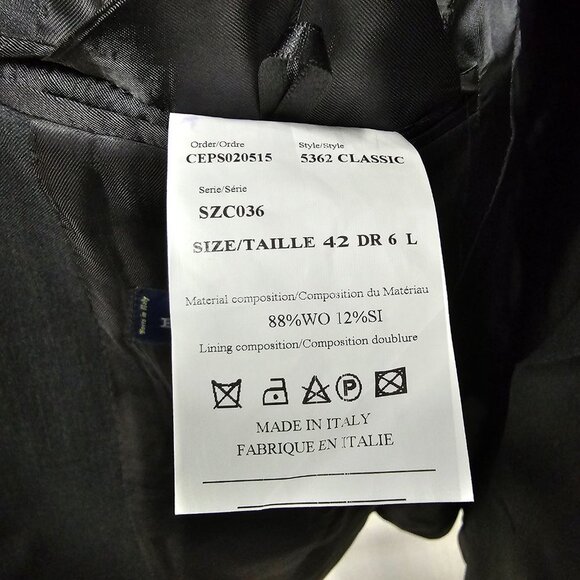 Order/Ordre Style/Style
CEPS020515 5362 CLASSIC
Serie/Série
SZC036
SIZE/TAILLE 42 DR 6 L
Material composition/Composition du Matériau
88%WO 12%SI
Lining composition/Composition doublure
P
MADE IN ITALY
FABRIQUE EN ITALIE